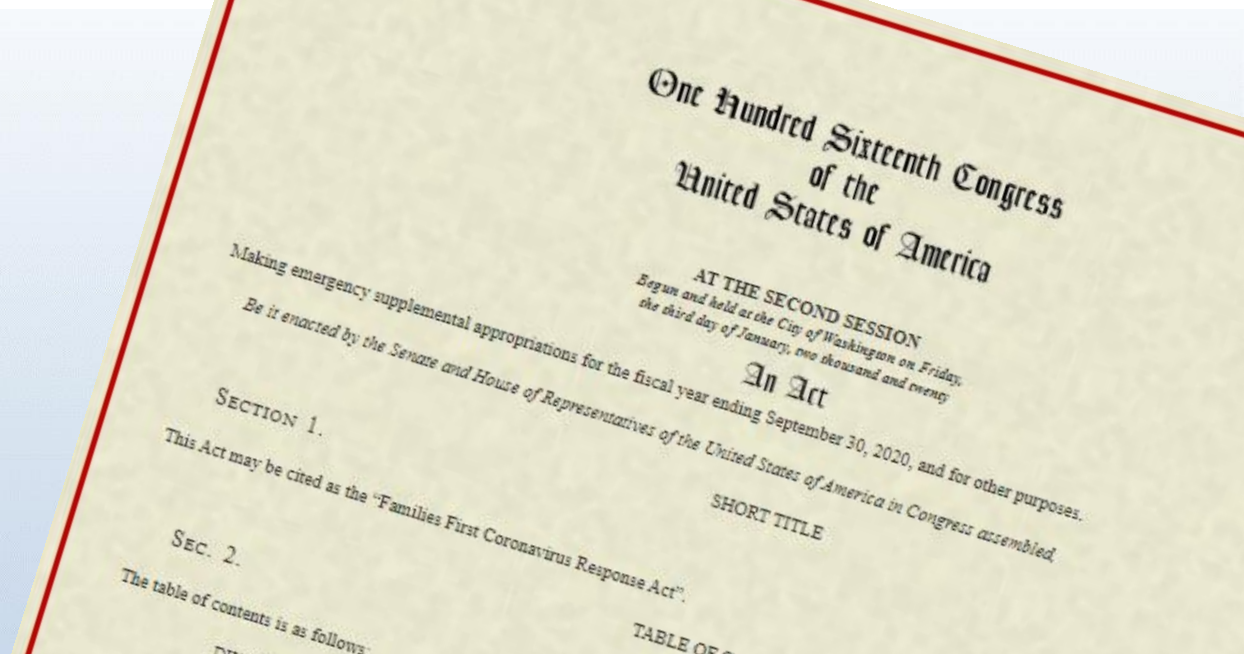 One Hundred Sixteenth Congress
of the
United States of America
AT THE SECOND SESSION
Begun and held at the City of Washington on Friday,
the third day of January, two thousand and twenty
An Act
Making emergency supplemental appropriations for the fiscal year ending September 30, 2020, and for other purposes.
Be it enacted by the Senate and House of Representatives of the United States of America in Congress assembled,
SHORT TITLE
SECTION 1.
This Act may be cited as the “Families First Coronavirus Response Act”.
TABLE OF
SEC. 2.
The table of contents is as follows: